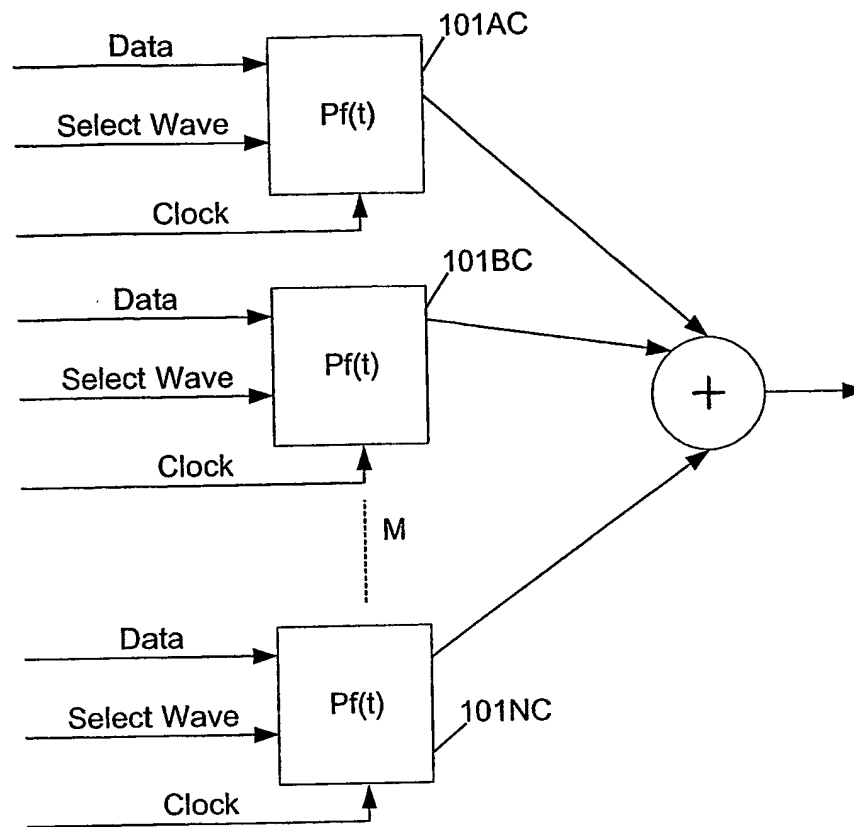 101AC
Data
Pf(t)
Select Wave
Clock
101BC
Data
Pf(t)
Select Wave
+
Clock
M
Data
Pf(t)
Select Wave
101NC
Clock